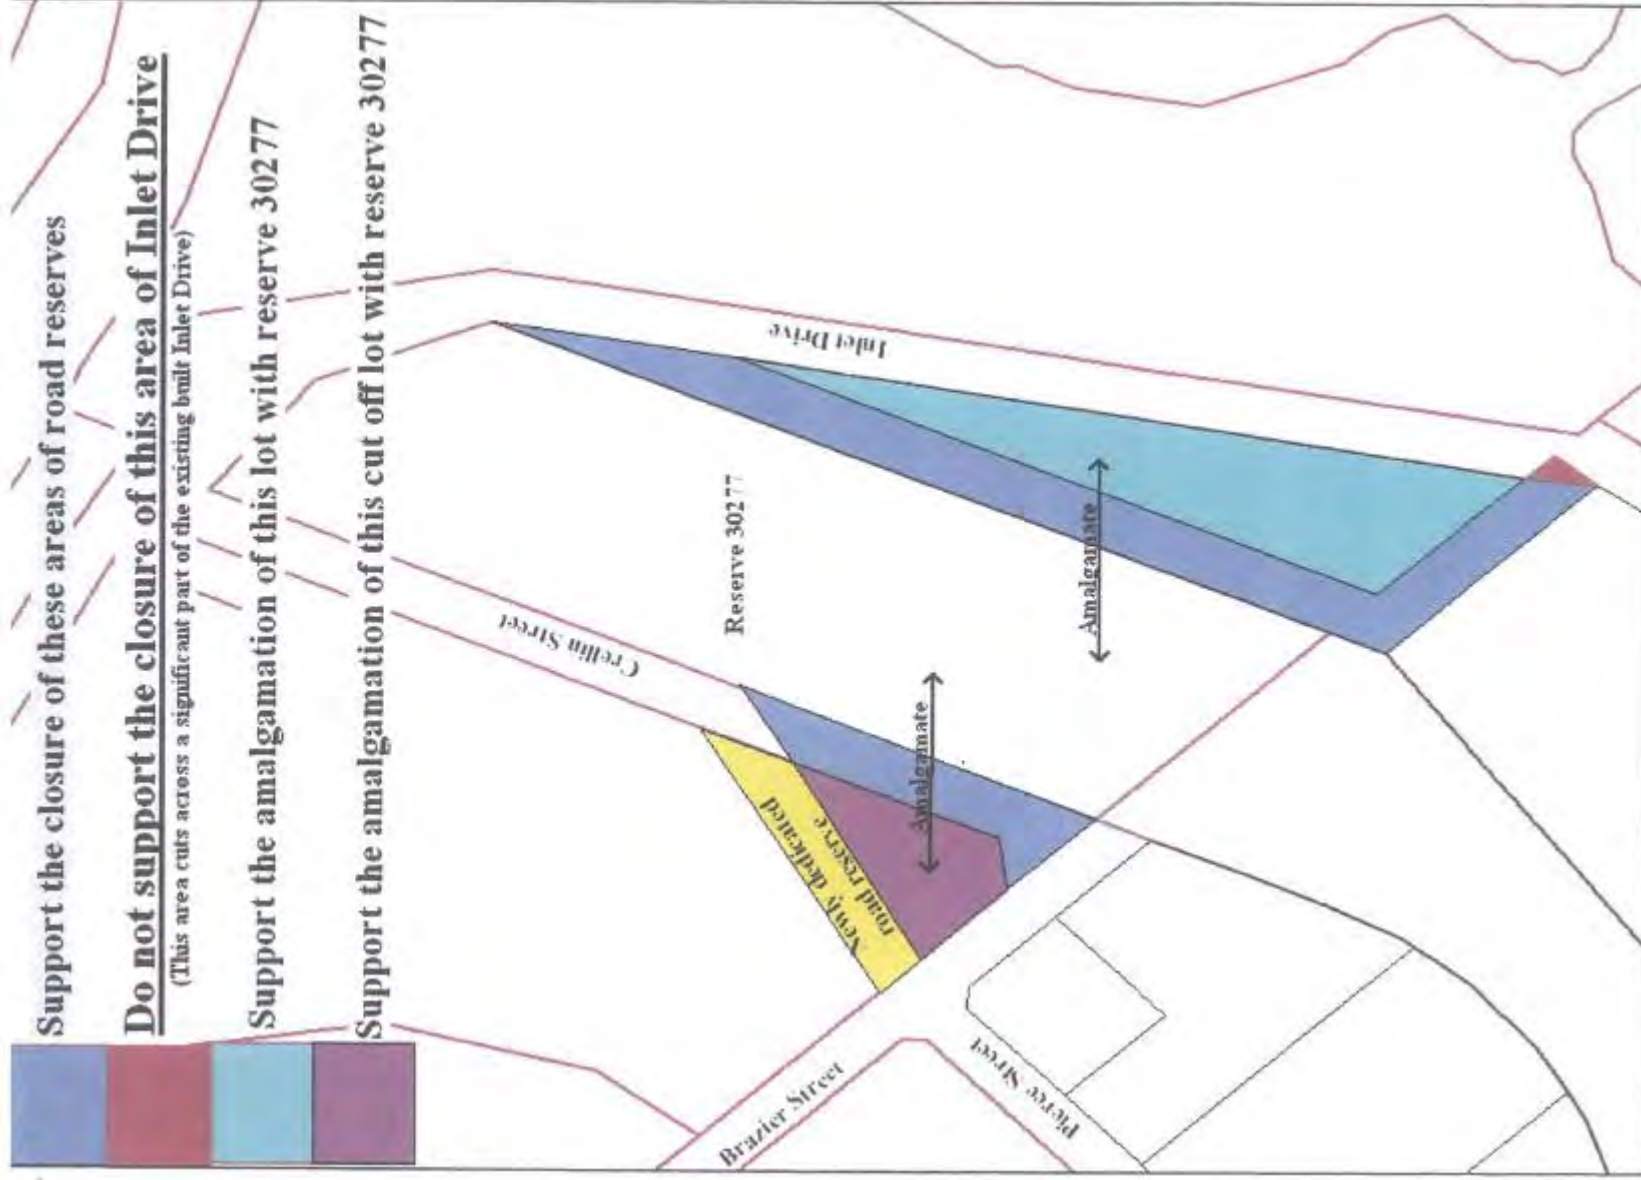 Support the closure of these areas of road reserves
Do not support the closure of this area of Inlet Drive
(This area cuts across a significant part of the existing built Inlet Drive)
Support the amalgamation of this lot with reserve 30277
Support the amalgamation of this cut off lot with reserve 30277
Inlet Drive
Reserve 30277
Crellin Street
Amalgamate
Amalgamate
Newly dedicated
road reserve
Brazier Street
Pierce Street